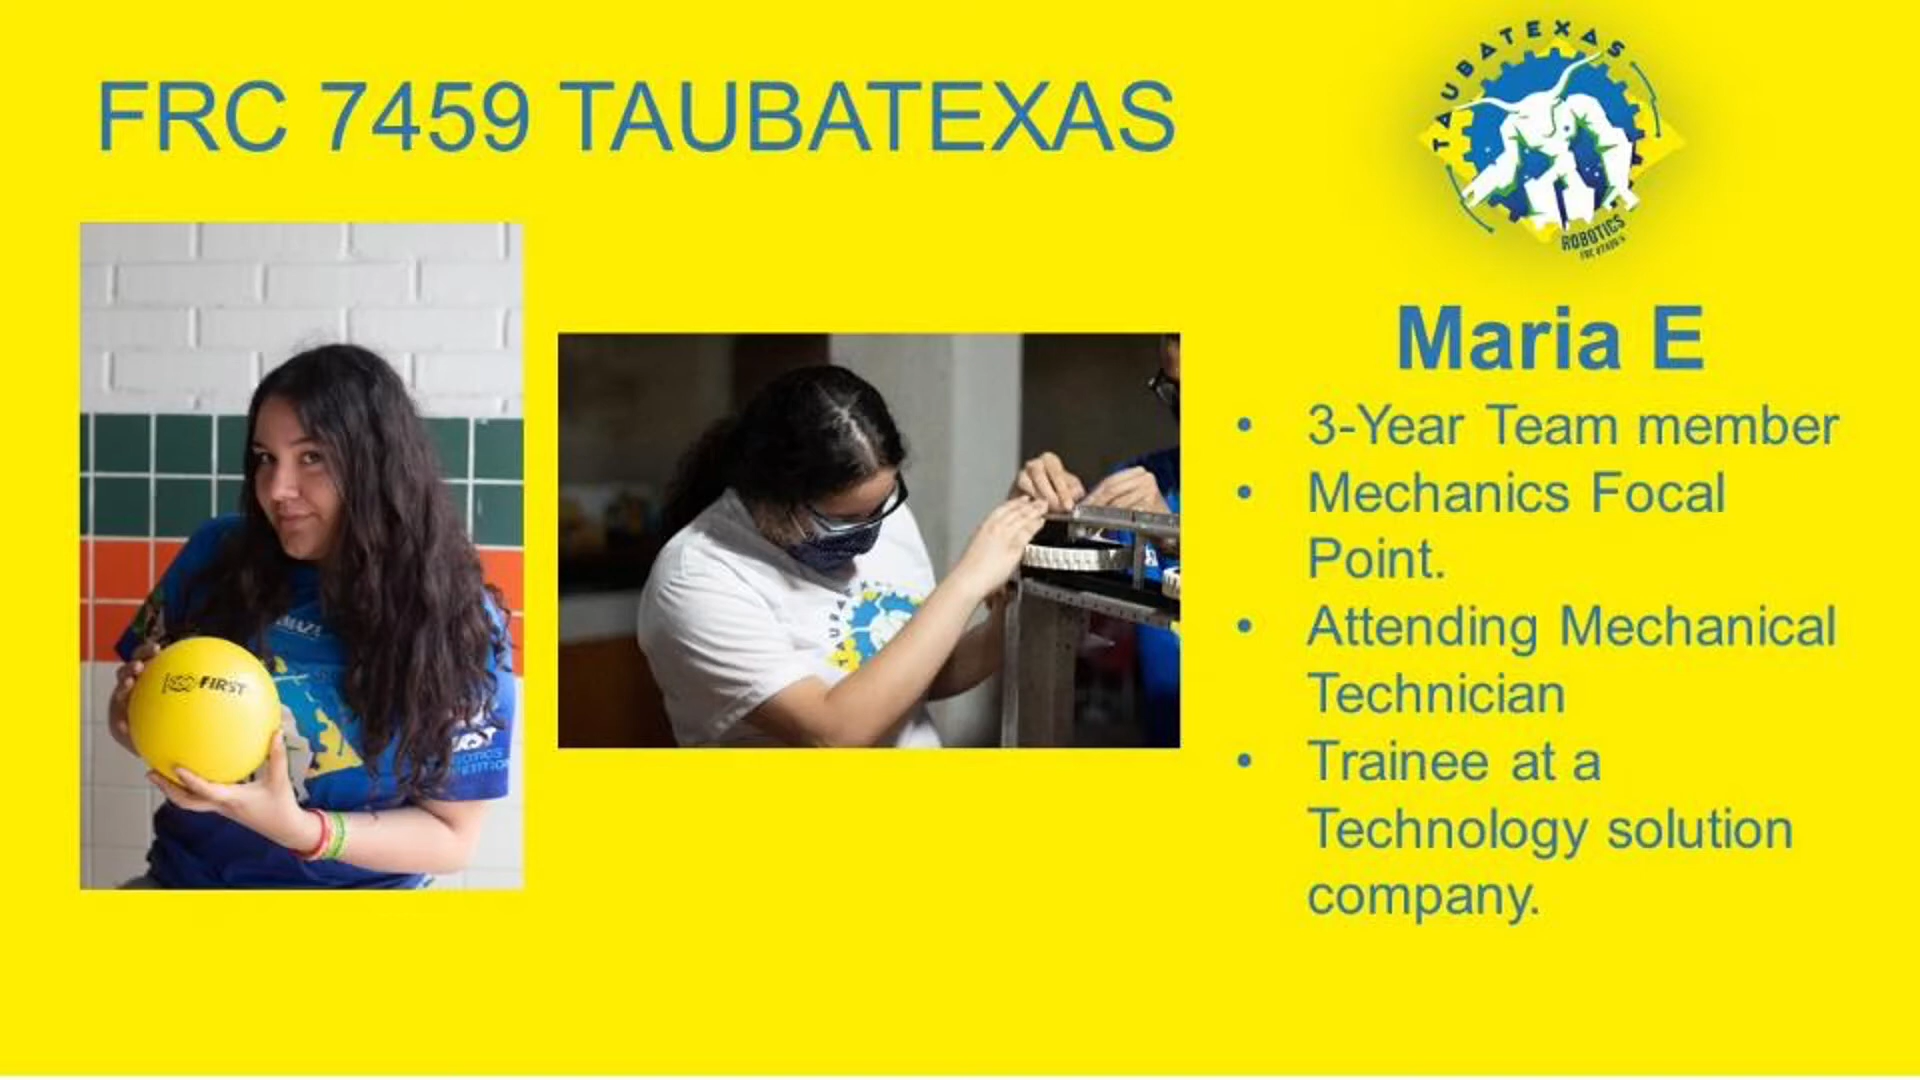 FRC 7459 TAUBATEXAS
TAUBATEXAS
ROBOTICS
Maria E
• 3-Year Team member
• Mechanics Focal
Point.
• Attending Mechanical
Technician
• Trainee at a
Technology solution
company.
FIRST